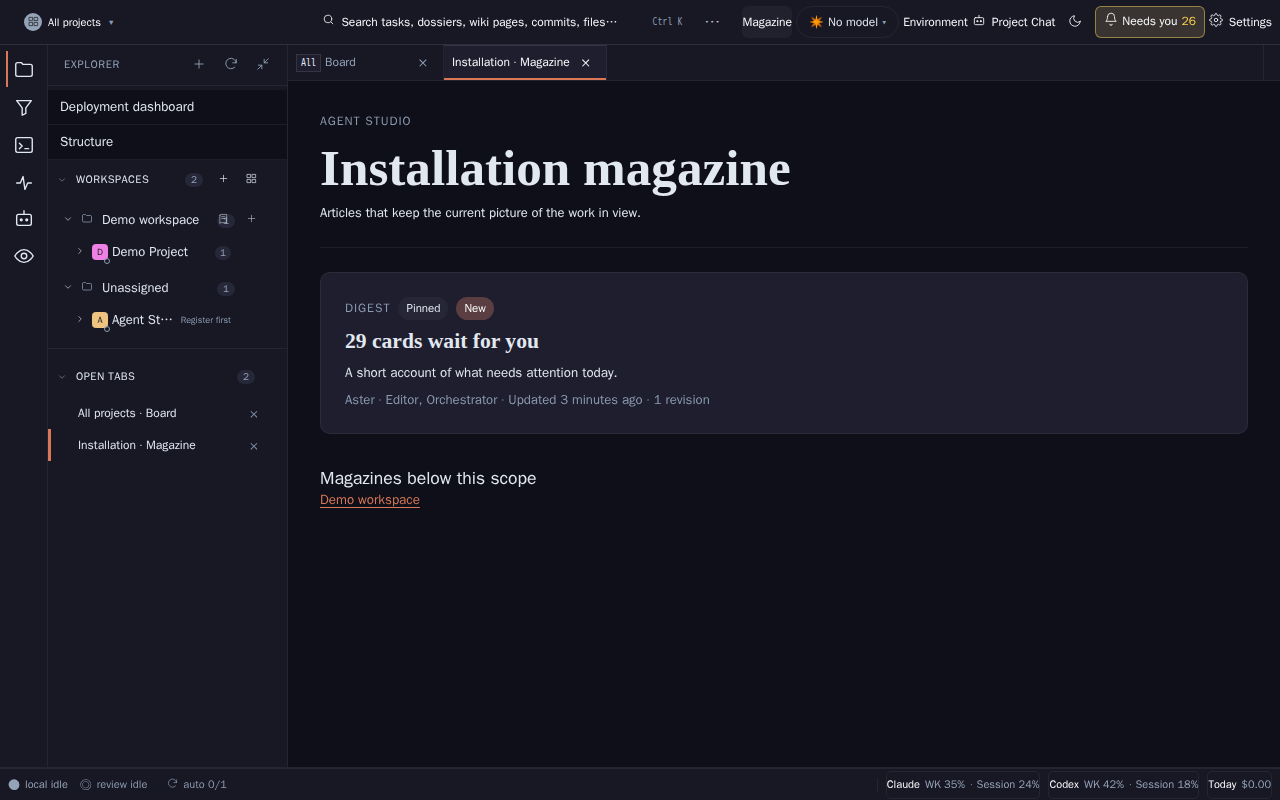 All projects
Search tasks, dossiers, wiki pages, commits, files···
Ctrl K
Magazine
No model
Environment
Project Chat
Needs you 26
Settings
EXPLORER
All Board
Installation · Magazine
Deployment dashboard
Structure
WORKSPACES 2
Demo workspace
D Demo Project 1
Unassigned 1
A Agent St··· Register first
OPEN TABS 2
All projects · Board
Installation · Magazine
AGENT STUDIO
Installation magazine
Articles that keep the current picture of the work in view.
DIGEST Pinned New
29 cards wait for you
A short account of what needs attention today.
Aster · Editor, Orchestrator · Updated 3 minutes ago · 1 revision
Magazines below this scope
Demo workspace
local idle
review idle
auto 0/1
Claude WK 35% · Session 24%
Codex WK 42% · Session 18%
Today $0.00